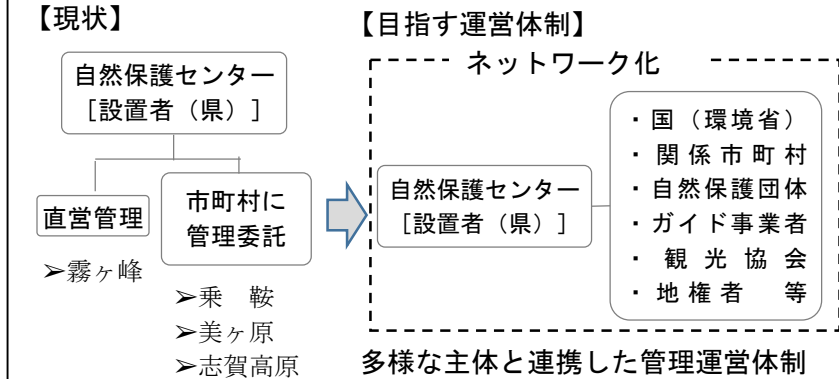 【現状】
自然保護センター
［設置者（県）］
直営管理
➢霧ヶ峰
市町村に
管理委託
➢乗　鞍
➢美ヶ原
➢志賀高原
【目指す運営体制】
ネットワーク化
自然保護センター
［設置者（県）］
・国（環境省）
・関係市町村
・自然保護団体
・ガイド事業者
・観光協会
・地権者　等
多様な主体と連携した管理運営体制